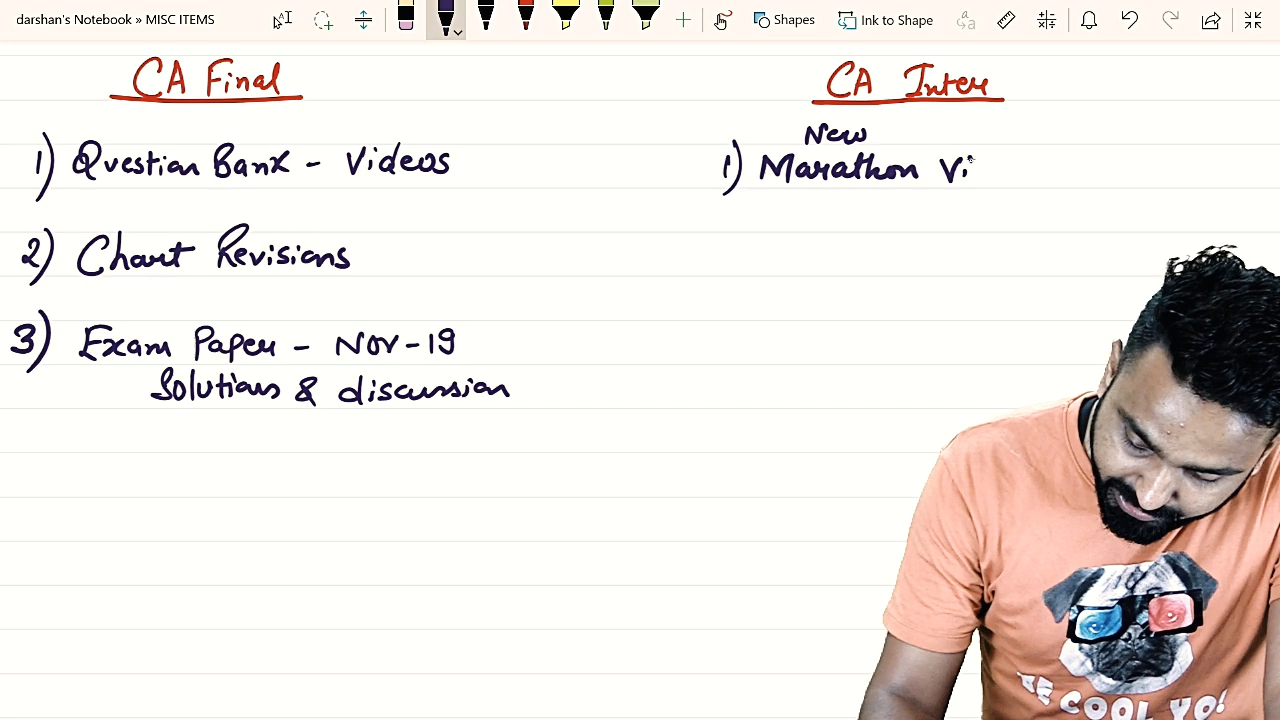 darshan's Notebook » MISC ITEMS
Shapes
Ink to Shape
CA Final
1) Question Bank - Videos
2) Chart Revisions
3) Exam Paper - Nov-19
Solutions & discussion
CA Inter
New
1) Marathon Vi
BE COOL YO!